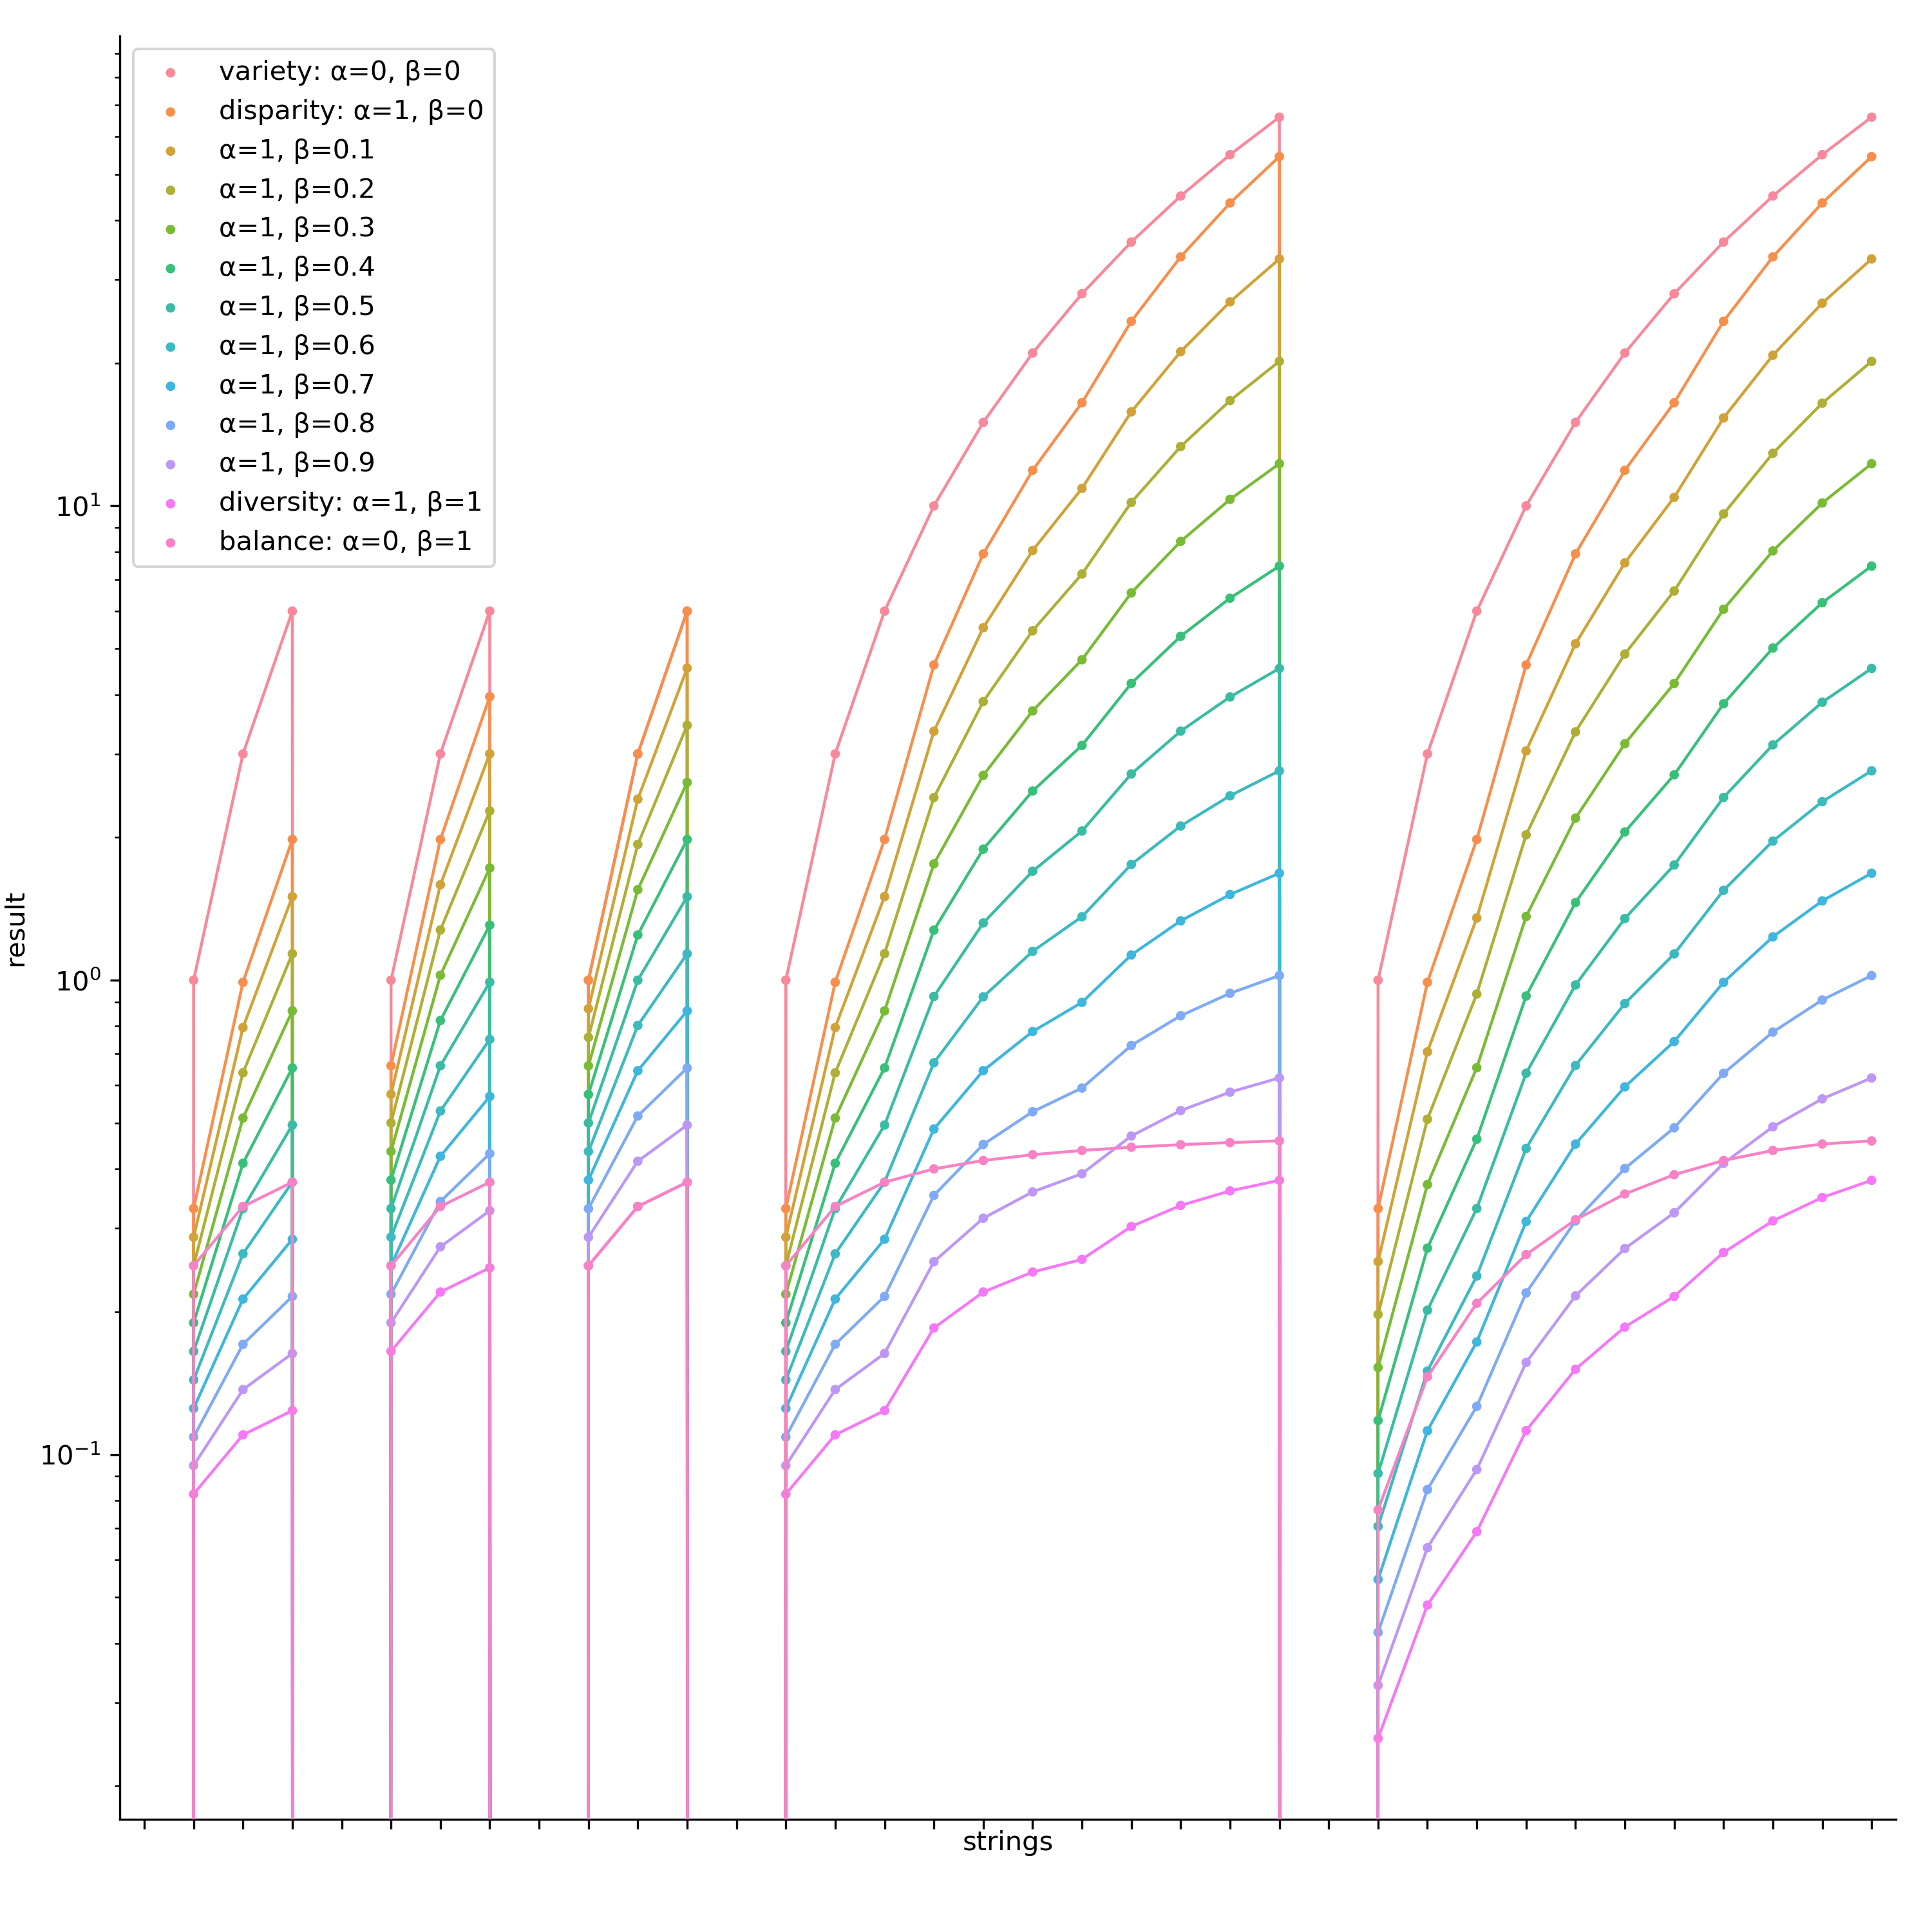 variety: α=0, β=0
disparity: α=1, β=0
α=1, β=0.1
α=1, β=0.2
α=1, β=0.3
α=1, β=0.4
α=1, β=0.5
α=1, β=0.6
α=1, β=0.7
α=1, β=0.8
α=1, β=0.9
diversity: α=1, β=1
balance: α=0, β=1
10¹
10⁰
10⁻¹
result
strings